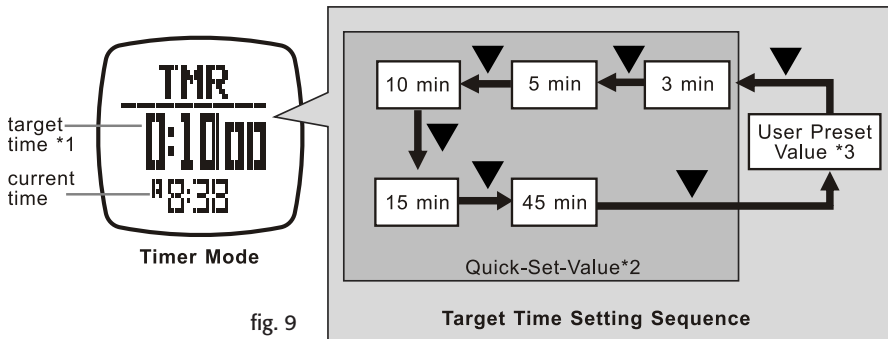 TMR
target
time *1
0:10 00
current
time
A 8:38
Timer Mode
fig. 9
10 min
5 min
3 min
User Preset
Value *3
15 min
45 min
Quick-Set-Value*2
Target Time Setting Sequence